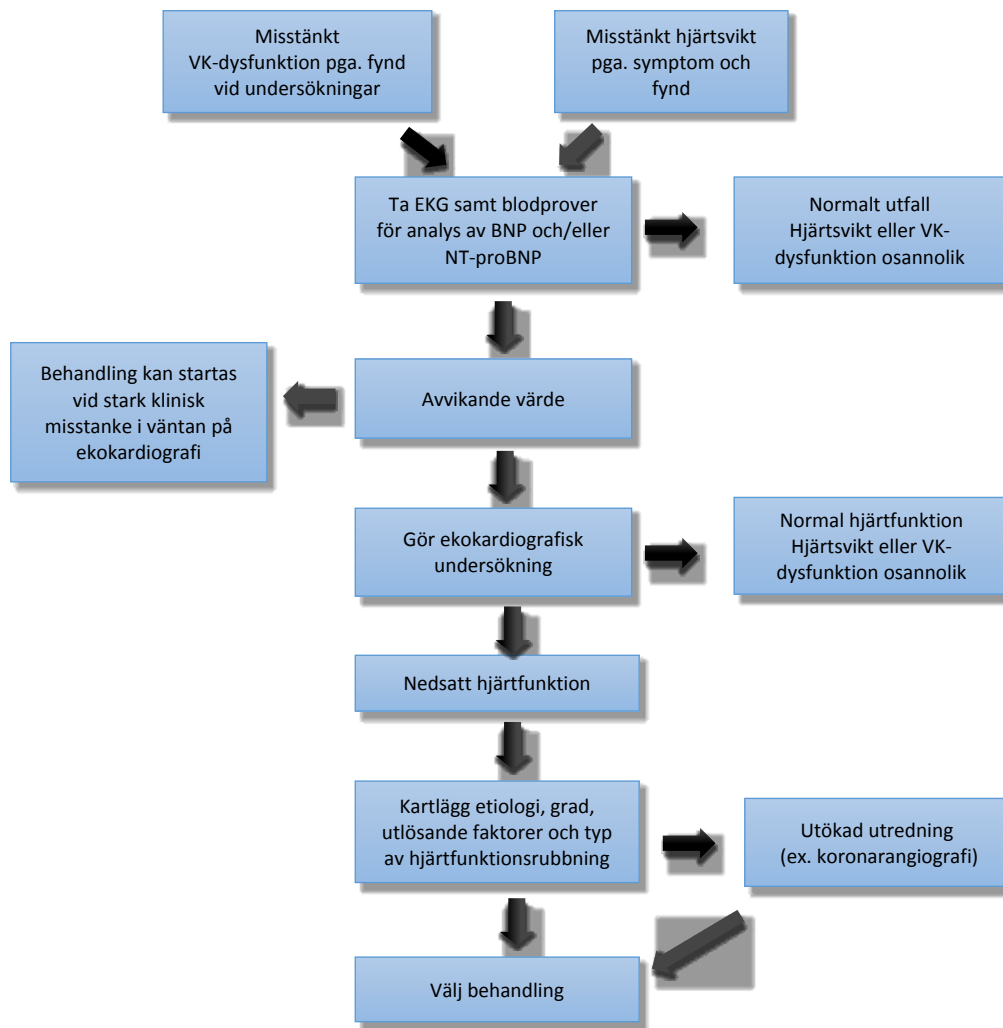 Misstänkt
VK-dysfunktion pga. fynd
vid undersökningar
Misstänkt hjärtsvikt
pga. symptom och
fynd
Ta EKG samt blodprover
för analys av BNP och/eller
NT-proBNP
Normalt utfall
Hjärtsvikt eller VK-
dysfunktion osannolik
Behandling kan startas
vid stark klinisk
misstanke i väntan på
ekokardiografi
Avvikande värde
Gör ekokardiografisk
undersökning
Normal hjärtfunktion
Hjärtsvikt eller VK-
dysfunktion osannolik
Nedsatt hjärtfunktion
Kartlägg etiologi, grad,
utlösande faktorer och typ
av hjärtfunktionsrubbning
Utökad utredning
(ex. koronarangiografi)
Välj behandling